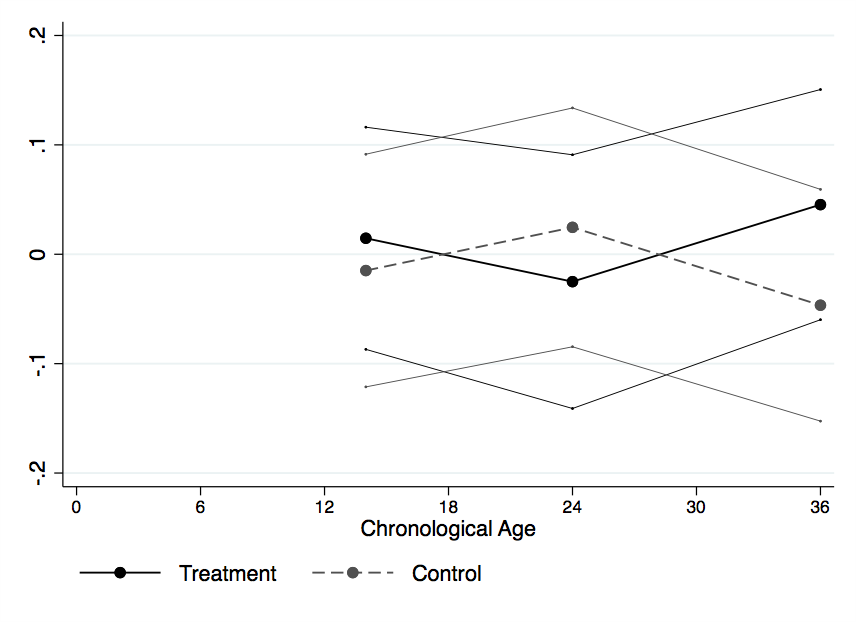 .2
.1
0
-.1
-.2
0 6 12 18 24 30 36
Chronological Age
Treatment Control